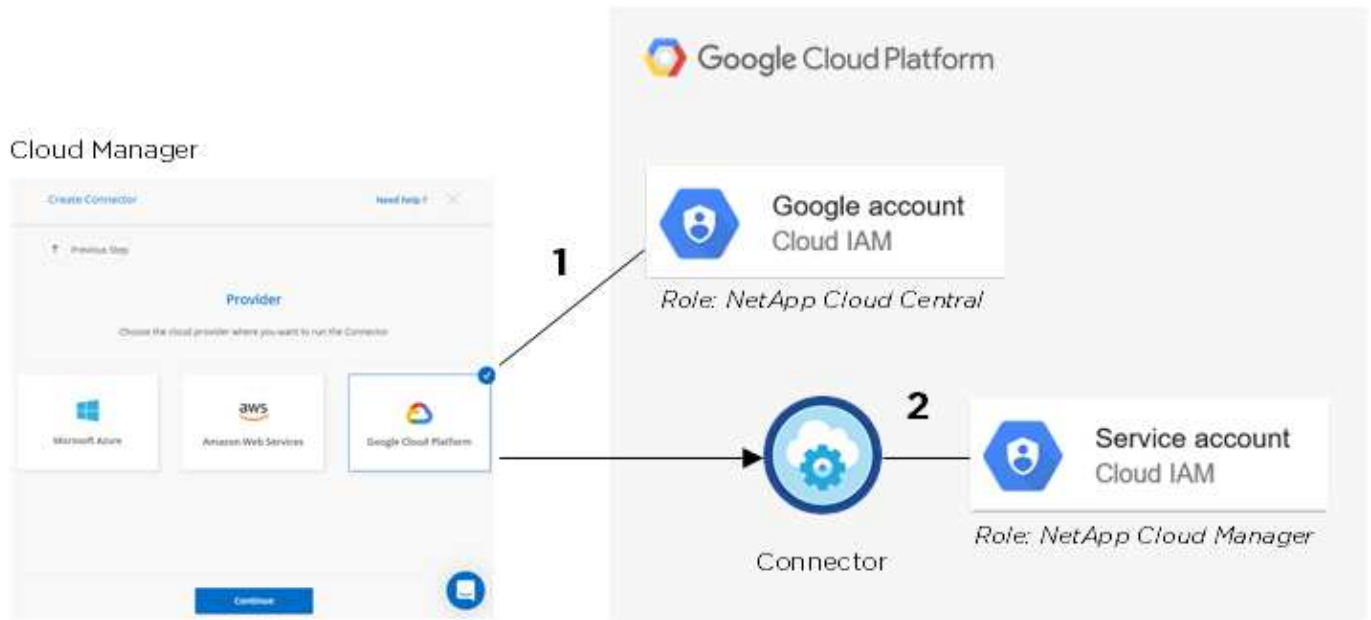 Google Cloud Platform
Cloud Manager
Create Connector
Need help ?
Previous Step
Provider
Choose the cloud provider where you want to run the Connector
Microsoft Azure
aws
Amazon Web Services
Google Cloud Platform
Continue
1
Google account
Cloud IAM
Role: NetApp Cloud Central
2
Connector
Service account
Cloud IAM
Role: NetApp Cloud Manager